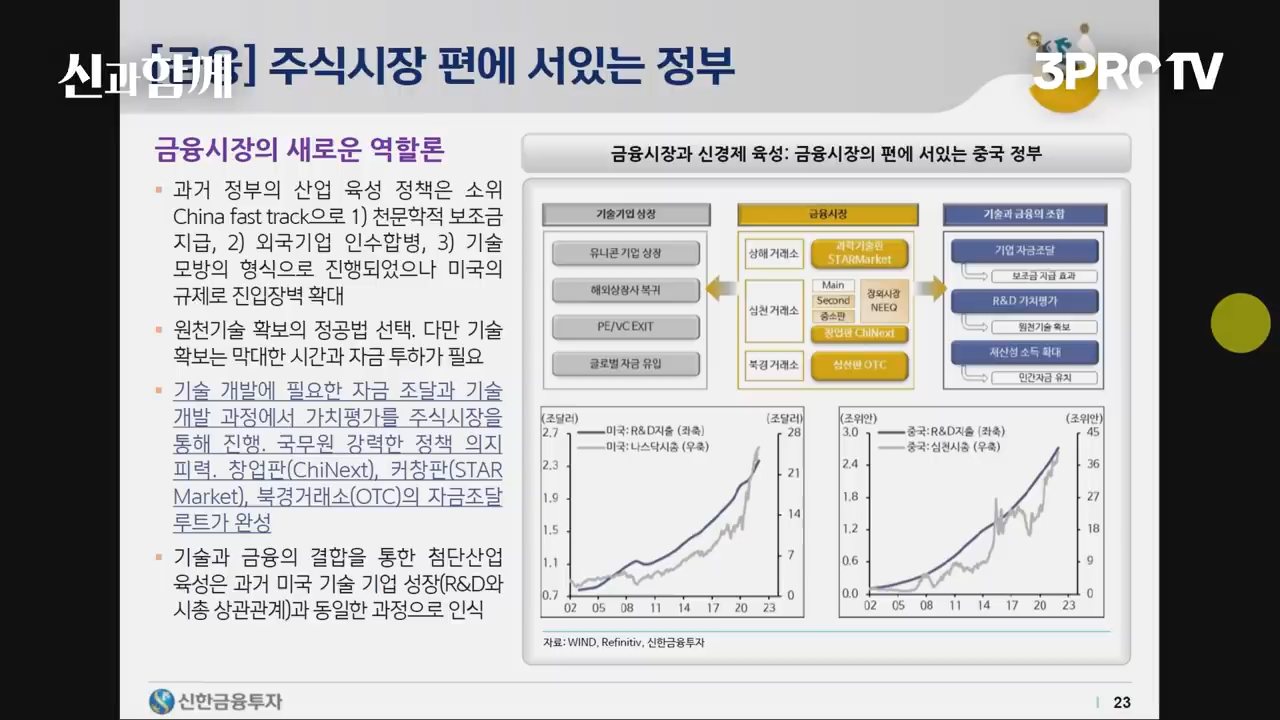 [금융] 주식시장 편에 서있는 정부
신과함께
3PROTV
금융시장의 새로운 역할론
과거 정부의 산업 육성 정책은 소위
China fast track으로 1) 천문학적 보조금
지급, 2) 외국기업 인수합병, 3) 기술
모방의 형식으로 진행되었으나 미국의
규제로 진입장벽 확대
원천기술 확보의 정공법 선택. 다만 기술
확보는 막대한 시간과 자금 투하가 필요
기술 개발에 필요한 자금 조달과 기술
개발 과정에서 가치평가를 주식시장을
통해 진행. 국무원 강력한 정책 의지
피력. 창업판(ChiNext), 커창판(STAR
Market), 북경거래소(OTC)의 자금조달
루트가 완성
기술과 금융의 결합을 통한 첨단산업
육성은 과거 미국 기술 기업 성장(R&D와
시총 상관관계)과 동일한 과정으로 인식
금융시장과 신경제 육성: 금융시장의 편에 서있는 중국 정부
기술기업 상장
유니콘 기업 상장
해외상장사 복귀
PE/VC EXIT
글로벌 자금 유입
금융시장
상해 거래소
과학기술판
STARMarket
심천 거래소
Main
Second
중소판
장외시장
NEEQ
창업판 ChiNext
북경 거래소
OTC
기술과 금융의 조합
기업 자금조달
보조금 지급 효과
R&D 가치평가
원천기술 확보
저산성 소득 확대
민간자금 유치
(조달러) (조달러)
미국: R&D지출 (좌축)
미국: 나스닥시총 (우축)
2.7 28
2.3 21
1.9 14
1.5
1.1 7
0.7 0
02 05 08 11 14 17 20 23
(조위안) (조위안)
중국: R&D지출 (좌축)
중국: 심천시총 (우축)
3.0 45
2.4 36
1.8 27
1.2 18
0.6 9
0.0 0
02 05 08 11 14 17 20 23
자료: WIND, Refinitiv, 신한금융투자
신한금융투자
23